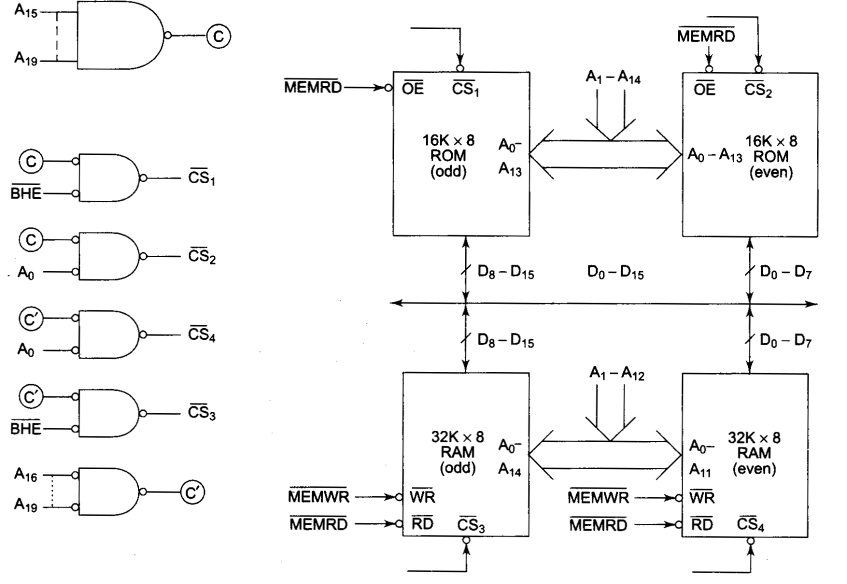 A15
A19
C
C
BHE
CS1
C
A0
CS2
C'
A0
CS4
C'
BHE
CS3
A16
A19
C'
MEMRD
OE
CS1
16K × 8
ROM
(odd)
A0–
A13
A1 – A14
MEMRD
OE
CS2
A0 – A13
16K × 8
ROM
(even)
D8 – D15
D0 – D15
D0 – D7
D8 – D15
D0 – D7
A1 – A12
32K × 8
RAM
(odd)
A0–
A14
MEMWR
WR
MEMRD
RD
CS3
A0–
A11
32K × 8
RAM
(even)
MEMWR
WR
MEMRD
RD
CS4